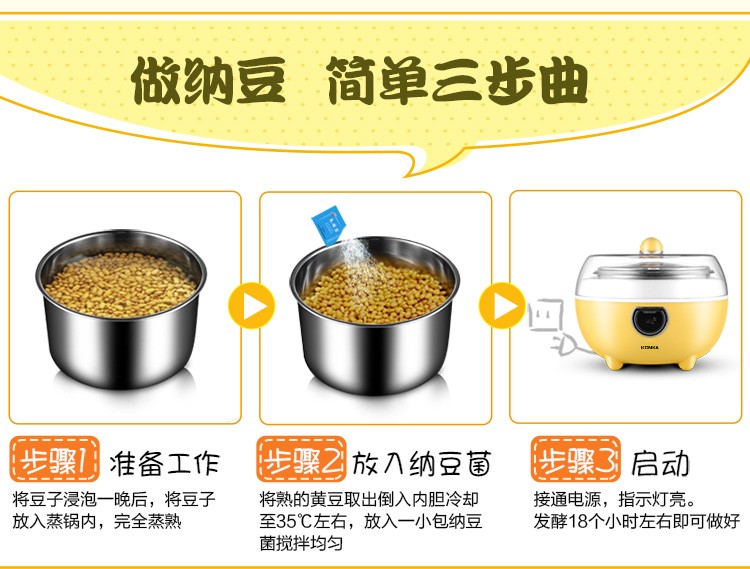 做纳豆 简单三步曲
KONKA
步骤1 准备工作
将豆子浸泡一晚后，将豆子
放入蒸锅内，完全蒸熟
步骤2 放入纳豆菌
将熟的黄豆取出倒入内胆冷却
至35℃左右，放入一小包纳豆
菌搅拌均匀
步骤3 启动
接通电源，指示灯亮。
发酵18个小时左右即可做好